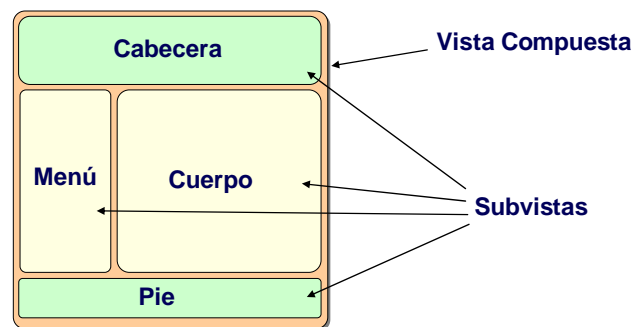 Cabecera
Vista Compuesta
Menú
Cuerpo
Subvistas
Pie